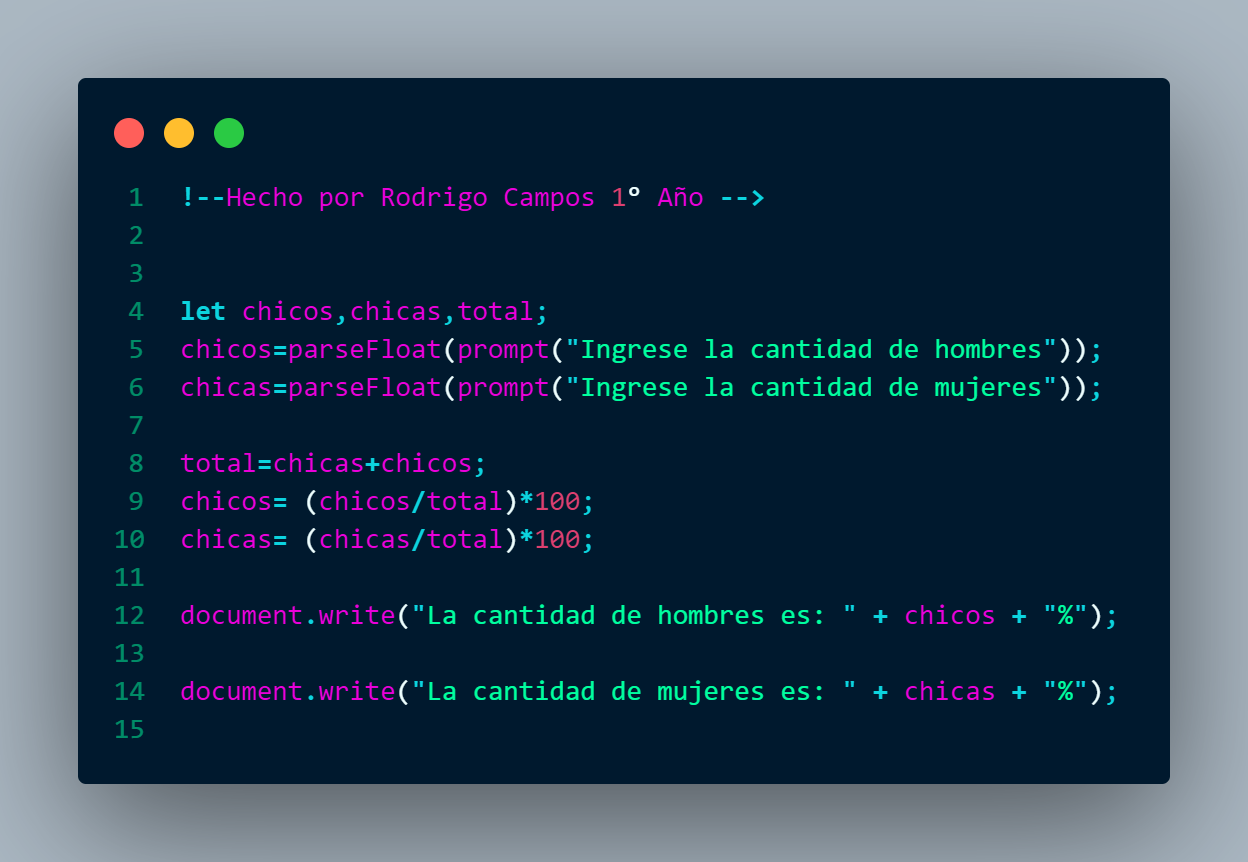 1 !--Hecho por Rodrigo Campos 1º Año -->
2
3
4 let chicos,chicas,total;
5 chicos=parseFloat(prompt("Ingrese la cantidad de hombres"));
6 chicas=parseFloat(prompt("Ingrese la cantidad de mujeres"));
7
8 total=chicas+chicos;
9 chicos= (chicos/total)*100;
10 chicas= (chicas/total)*100;
11
12 document.write("La cantidad de hombres es: " + chicos + "%");
13
14 document.write("La cantidad de mujeres es: " + chicas + "%");
15